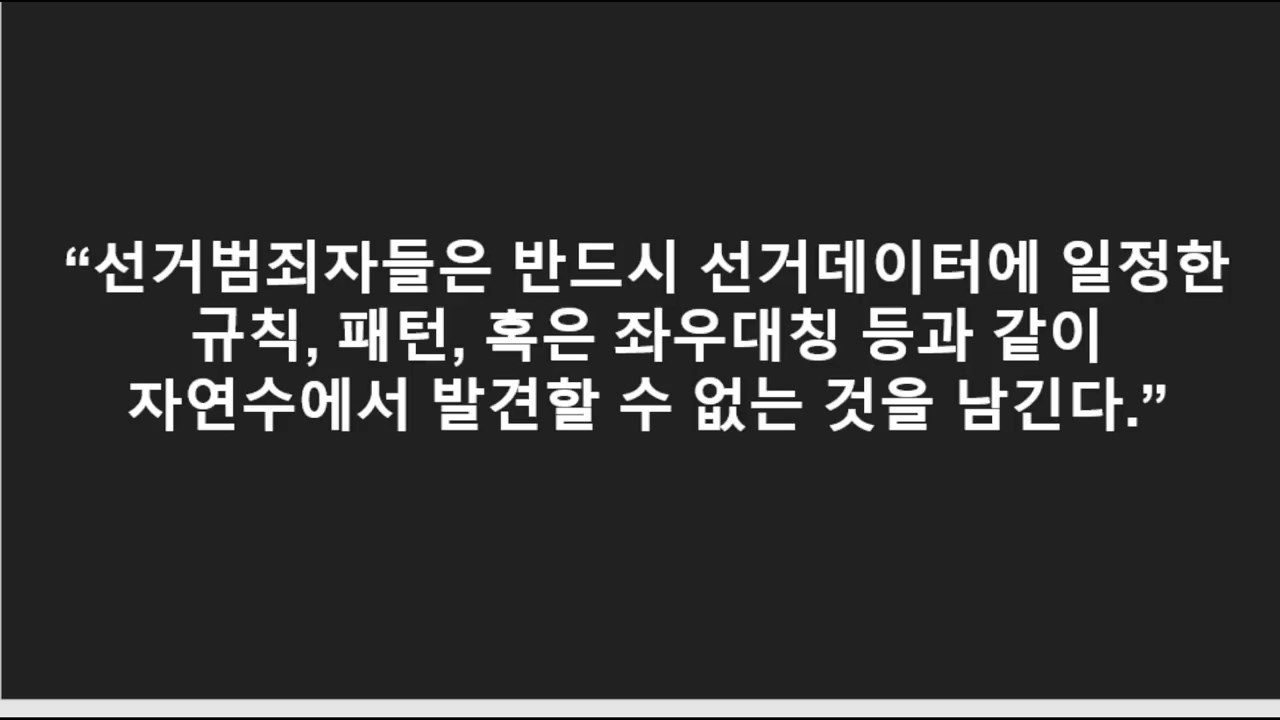 “선거범죄자들은 반드시 선거데이터에 일정한
규칙, 패턴, 혹은 좌우대칭 등과 같이
자연수에서 발견할 수 없는 것을 남긴다.”